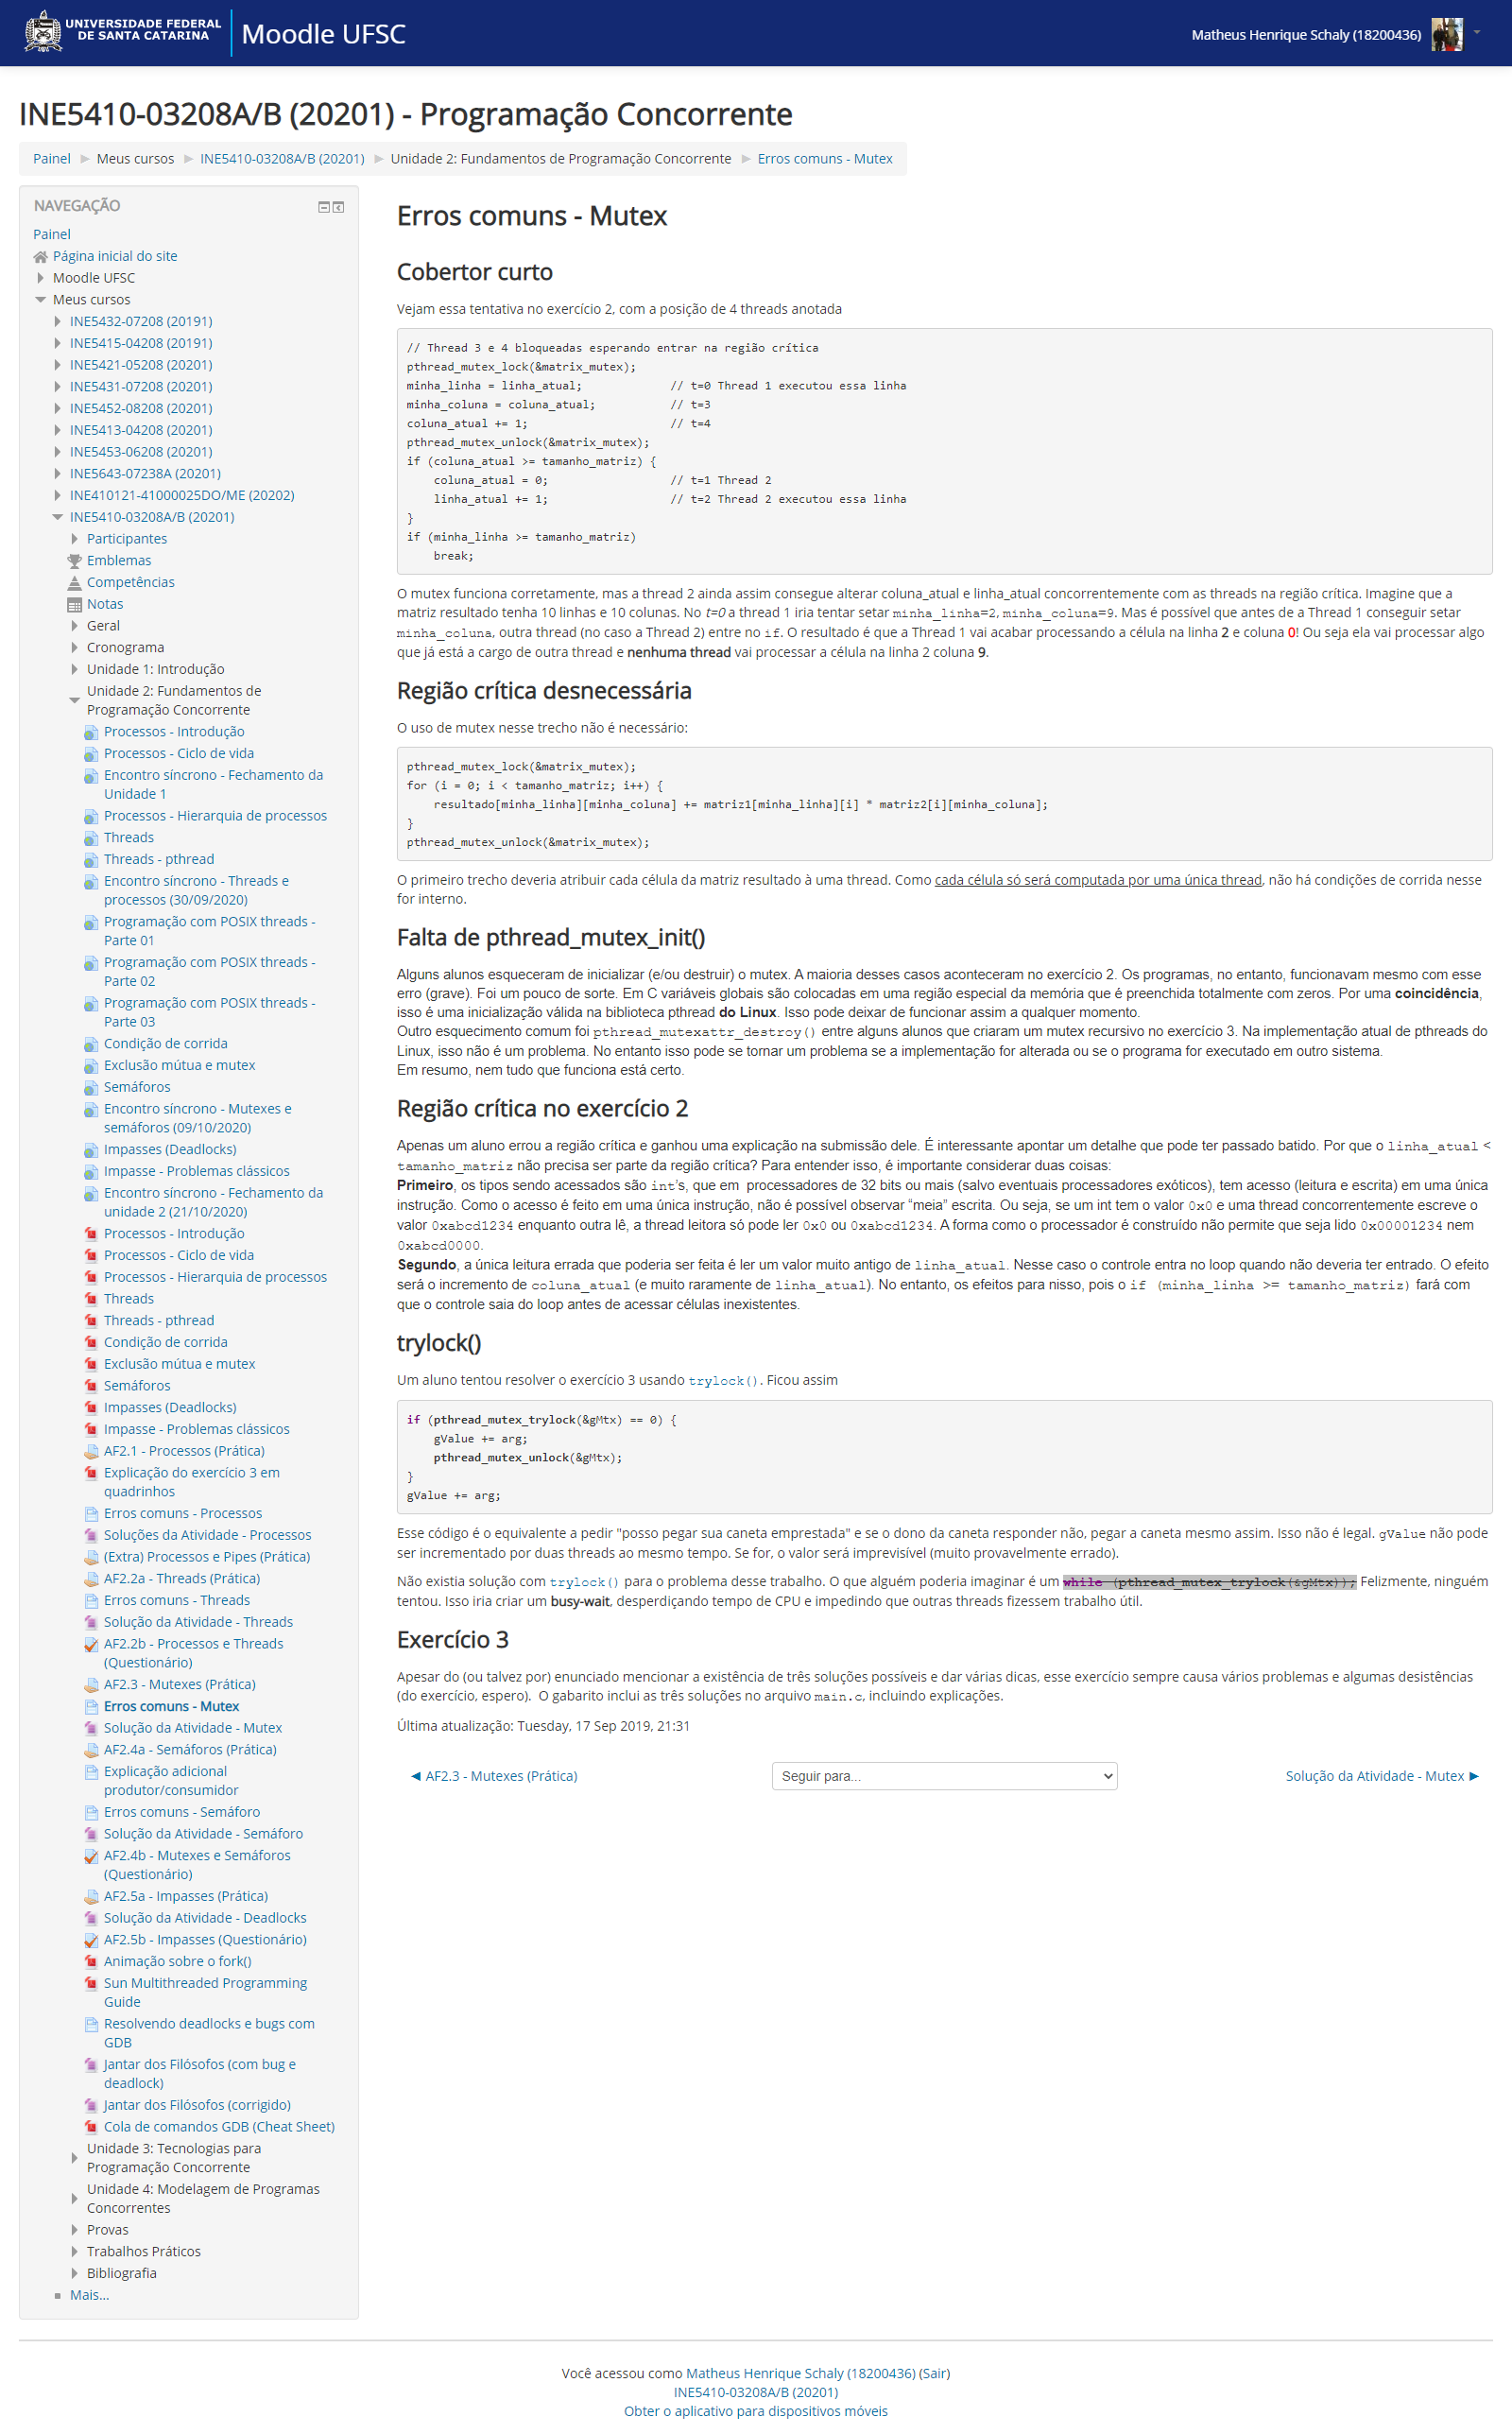 UNIVERSIDADE FEDERAL
DE SANTA CATARINA
Moodle UFSC
Matheus Henrique Schaly (18200436)
INE5410-03208A/B (20201) - Programação Concorrente
Painel ► Meus cursos ► INE5410-03208A/B (20201) ► Unidade 2: Fundamentos de Programação Concorrente ► Erros comuns - Mutex
NAVEGAÇÃO
Painel
Página inicial do site
Moodle UFSC
Meus cursos
INE5432-07208 (20191)
INE5415-04208 (20191)
INE5421-05208 (20201)
INE5431-07208 (20201)
INE5452-08208 (20201)
INE5413-04208 (20201)
INE5453-06208 (20201)
INE5643-07238A (20201)
INE410121-41000025DO/ME (20202)
INE5410-03208A/B (20201)
Participantes
Emblemas
Competências
Notas
Geral
Cronograma
Unidade 1: Introdução
Unidade 2: Fundamentos de
Programação Concorrente
Processos - Introdução
Processos - Ciclo de vida
Encontro síncrono - Fechamento da
Unidade 1
Processos - Hierarquia de processos
Threads
Threads - pthread
Encontro síncrono - Threads e
processos (30/09/2020)
Programação com POSIX threads -
Parte 01
Programação com POSIX threads -
Parte 02
Programação com POSIX threads -
Parte 03
Condição de corrida
Exclusão mútua e mutex
Semáforos
Encontro síncrono - Mutexes e
semáforos (09/10/2020)
Impasses (Deadlocks)
Impasse - Problemas clássicos
Encontro síncrono - Fechamento da
unidade 2 (21/10/2020)
Processos - Introdução
Processos - Ciclo de vida
Processos - Hierarquia de processos
Threads
Threads - pthread
Condição de corrida
Exclusão mútua e mutex
Semáforos
Impasses (Deadlocks)
Impasse - Problemas clássicos
AF2.1 - Processos (Prática)
Explicação do exercício 3 em
quadrinhos
Erros comuns - Processos
Soluções da Atividade - Processos
(Extra) Processos e Pipes (Prática)
AF2.2a - Threads (Prática)
Erros comuns - Threads
Solução da Atividade - Threads
AF2.2b - Processos e Threads
(Questionário)
AF2.3 - Mutexes (Prática)
Erros comuns - Mutex
Solução da Atividade - Mutex
AF2.4a - Semáforos (Prática)
Explicação adicional
produtor/consumidor
Erros comuns - Semáforo
Solução da Atividade - Semáforo
AF2.4b - Mutexes e Semáforos
(Questionário)
AF2.5a - Impasses (Prática)
Solução da Atividade - Deadlocks
AF2.5b - Impasses (Questionário)
Animação sobre o fork()
Sun Multithreaded Programming
Guide
Resolvendo deadlocks e bugs com
GDB
Jantar dos Filósofos (com bug e
deadlock)
Jantar dos Filósofos (corrigido)
Cola de comandos GDB (Cheat Sheet)
Unidade 3: Tecnologias para
Programação Concorrente
Unidade 4: Modelagem de Programas
Concorrentes
Provas
Trabalhos Práticos
Bibliografia
Mais...
Erros comuns - Mutex
Cobertor curto
Vejam essa tentativa no exercício 2, com a posição de 4 threads anotada
// Thread 3 e 4 bloqueadas esperando entrar na região crítica
pthread_mutex_lock(&matrix_mutex);
minha_linha = linha_atual; // t=0 Thread 1 executou essa linha
minha_coluna = coluna_atual; // t=3
coluna_atual += 1; // t=4
pthread_mutex_unlock(&matrix_mutex);
if (coluna_atual >= tamanho_matriz) {
coluna_atual = 0; // t=1 Thread 2
linha_atual += 1; // t=2 Thread 2 executou essa linha
}
if (minha_linha >= tamanho_matriz)
break;
O mutex funciona corretamente, mas a thread 2 ainda assim consegue alterar coluna_atual e linha_atual concorrentemente com as threads na região crítica. Imagine que a
matriz resultado tenha 10 linhas e 10 colunas. No t=0 a thread 1 iria tentar setar minha_linha=2, minha_coluna=9. Mas é possível que antes de a Thread 1 conseguir setar
minha_coluna, outra thread (no caso a Thread 2) entre no if. O resultado é que a Thread 1 vai acabar processando a célula na linha 2 e coluna 0! Ou seja ela vai processar algo
que já está a cargo de outra thread e nenhuma thread vai processar a célula na linha 2 coluna 9.
Região crítica desnecessária
O uso de mutex nesse trecho não é necessário:
pthread_mutex_lock(&matrix_mutex);
for (i = 0; i < tamanho_matriz; i++) {
resultado[minha_linha][minha_coluna] += matriz1[minha_linha][i] * matriz2[i][minha_coluna];
}
pthread_mutex_unlock(&matrix_mutex);
O primeiro trecho deveria atribuir cada célula da matriz resultado à uma thread. Como cada célula só será computada por uma única thread, não há condições de corrida nesse
for interno.
Falta de pthread_mutex_init()
Alguns alunos esqueceram de inicializar (e/ou destruir) o mutex. A maioria desses casos aconteceram no exercício 2. Os programas, no entanto, funcionavam mesmo com esse
erro (grave). Foi um pouco de sorte. Em C variáveis globais são colocadas em uma região especial da memória que é preenchida totalmente com zeros. Por uma coincidência,
isso é uma inicialização válida na biblioteca pthread do Linux. Isso pode deixar de funcionar assim a qualquer momento.
Outro esquecimento comum foi pthread_mutexattr_destroy() entre alguns alunos que criaram um mutex recursivo no exercício 3. Na implementação atual de pthreads do
Linux, isso não é um problema. No entanto isso pode se tornar um problema se a implementação for alterada ou se o programa for executado em outro sistema.
Em resumo, nem tudo que funciona está certo.
Região crítica no exercício 2
Apenas um aluno errou a região crítica e ganhou uma explicação na submissão dele. É interessante apontar um detalhe que pode ter passado batido. Por que o linha_atual <
tamanho_matriz não precisa ser parte da região crítica? Para entender isso, é importante considerar duas coisas:
Primeiro, os tipos sendo acessados são int's, que em processadores de 32 bits ou mais (salvo eventuais processadores exóticos), tem acesso (leitura e escrita) em uma única
instrução. Como o acesso é feito em uma única instrução, não é possível observar “meia” escrita. Ou seja, se um int tem o valor 0x0 e uma thread concorrentemente escreve o
valor 0xabcd1234 enquanto outra lê, a thread leitora só pode ler 0x0 ou 0xabcd1234. A forma como o processador é construído não permite que seja lido 0x00001234 nem
0xabcd0000.
Segundo, a única leitura errada que poderia ser feita é ler um valor muito antigo de linha_atual. Nesse caso o controle entra no loop quando não deveria ter entrado. O efeito
será o incremento de coluna_atual (e muito raramente de linha_atual). No entanto, os efeitos para nisso, pois o if (minha_linha >= tamanho_matriz) fará com
que o controle saia do loop antes de acessar células inexistentes.
trylock()
Um aluno tentou resolver o exercício 3 usando trylock(). Ficou assim
if (pthread_mutex_trylock(&gMtx) == 0) {
gValue += arg;
pthread_mutex_unlock(&gMtx);
}
gValue += arg;
Esse código é o equivalente a pedir "posso pegar sua caneta emprestada" e se o dono da caneta responder não, pegar a caneta mesmo assim. Isso não é legal. gValue não pode
ser incrementado por duas threads ao mesmo tempo. Se for, o valor será imprevisível (muito provavelmente errado).
Não existia solução com trylock() para o problema desse trabalho. O que alguém poderia imaginar é um while (pthread_mutex_trylock(&gMtx)); Felizmente, ninguém
tentou. Isso iria criar um busy-wait, desperdiçando tempo de CPU e impedindo que outras threads fizessem trabalho útil.
Exercício 3
Apesar do (ou talvez por) enunciado mencionar a existência de três soluções possíveis e dar várias dicas, esse exercício sempre causa vários problemas e algumas desistências
(do exercício, espero). O gabarito inclui as três soluções no arquivo main.c, incluindo explicações.
Última atualização: Tuesday, 17 Sep 2019, 21:31
◄ AF2.3 - Mutexes (Prática)
Seguir para...
Solução da Atividade - Mutex ►
Você acessou como Matheus Henrique Schaly (18200436) (Sair)
INE5410-03208A/B (20201)
Obter o aplicativo para dispositivos móveis